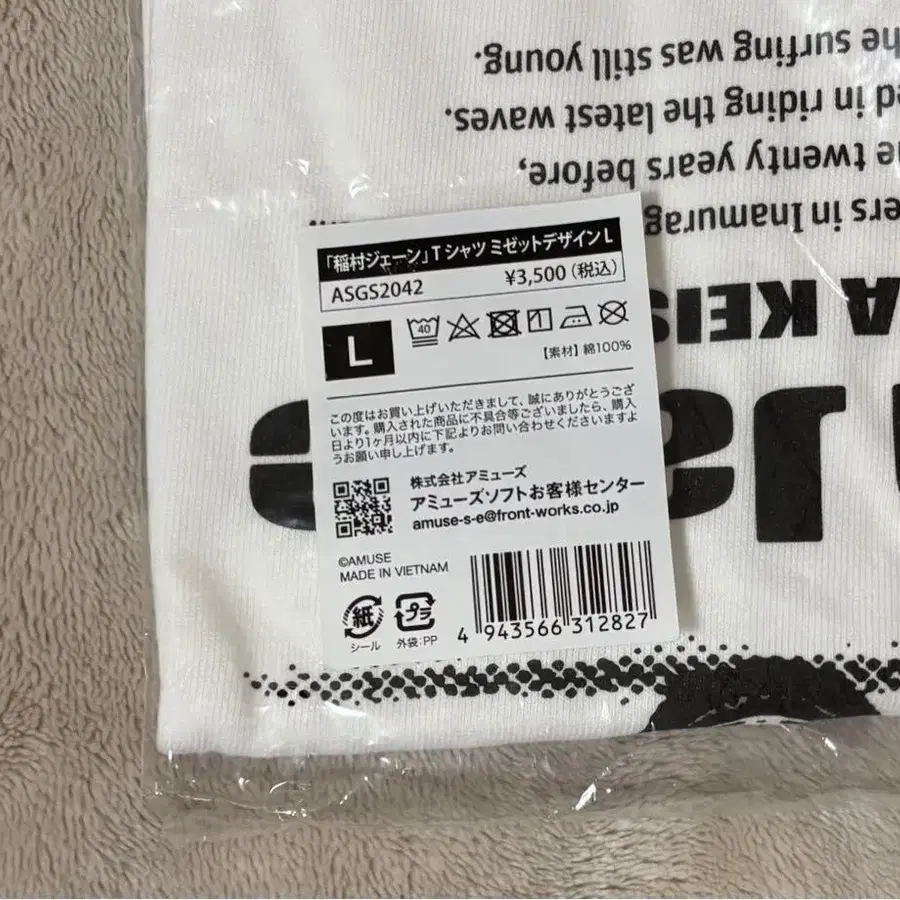 「稲村ジェーン」Tシャツ ミゼットデザイン L
ASGS2042 ¥3,500（税込）
L
40
【素材】綿100%
この度はお買い上げいただきまして、誠にありがとうござ
います。購入された商品に不具合等ございましたら、購入
日より1ヶ月以内に下記よりお問い合わせくださいますよ
うお願い申し上げます。
株式会社アミューズ
アミューズソフトお客様センター
amuse-s-e@front-works.co.jp
©AMUSE
MADE IN VIETNAM
紙 プラ
シール 外袋:PP
4 943566 312827
KEIS
in Inamurag
twenty years before,
in riding the latest waves.
surfing was still young.